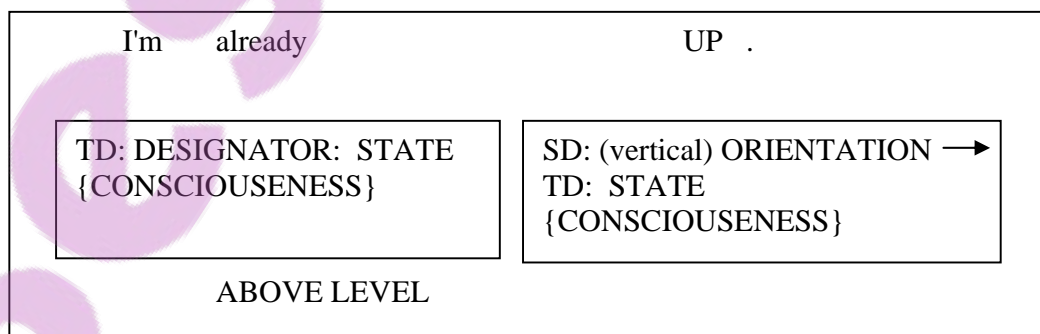 I'm already UP .
TD: DESIGNATOR: STATE
{CONSCIOUSENESS}
SD: (vertical) ORIENTATION →
TD: STATE
{CONSCIOUSENESS}
ABOVE LEVEL